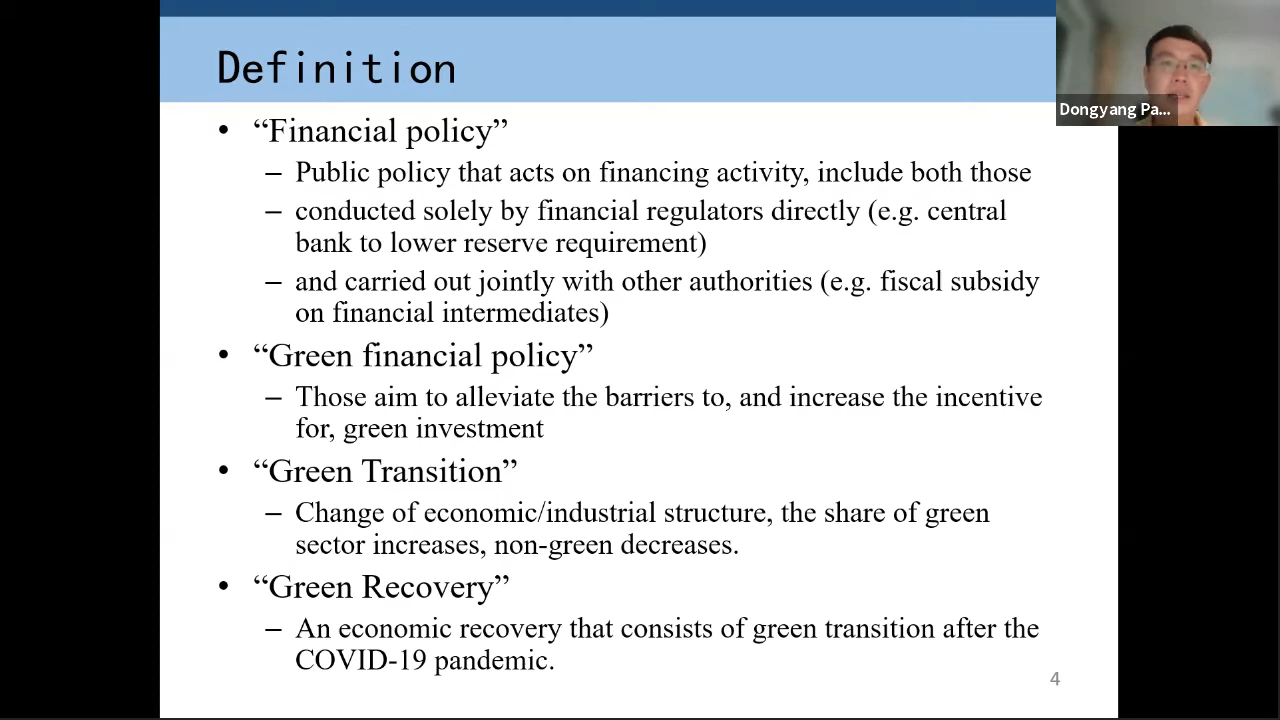 Definition
Dongyang Pa...
• “Financial policy”
– Public policy that acts on financing activity, include both those
– conducted solely by financial regulators directly (e.g. central
bank to lower reserve requirement)
– and carried out jointly with other authorities (e.g. fiscal subsidy
on financial intermediates)
• “Green financial policy”
– Those aim to alleviate the barriers to, and increase the incentive
for, green investment
• “Green Transition”
– Change of economic/industrial structure, the share of green
sector increases, non-green decreases.
• “Green Recovery”
– An economic recovery that consists of green transition after the
COVID-19 pandemic.
4